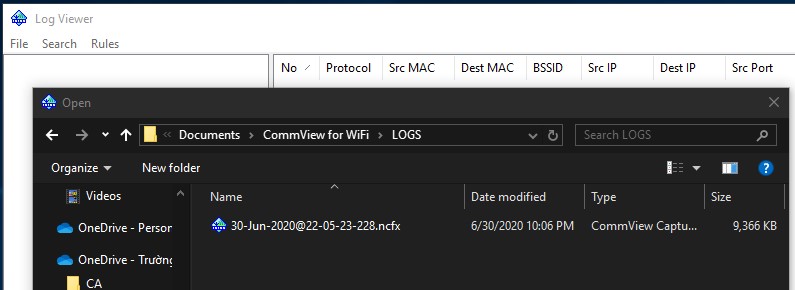 Log Viewer
File Search Rules
No Protocol Src MAC Dest MAC BSSID Src IP Dest IP Src Port
Open
« Documents > CommView for WiFi > LOGS
Search LOGS
Organize New folder
Videos
OneDrive - Person
OneDrive - Trường
CA
Name Date modified Type Size
30-Jun-2020@22-05-23-228.ncfx 6/30/2020 10:06 PM CommView Captu... 9,366 KB